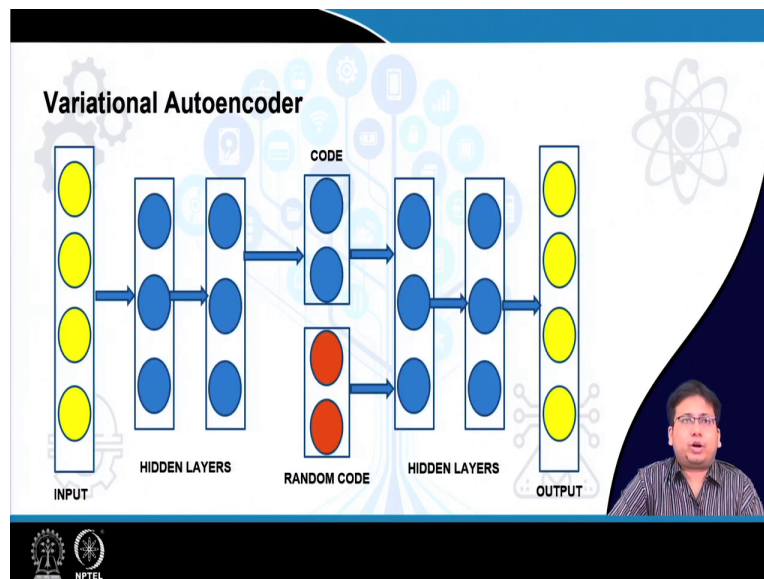 Variational Autoencoder
CODE
HIDDEN LAYERS
RANDOM CODE
HIDDEN LAYERS
INPUT
OUTPUT
NPTEL